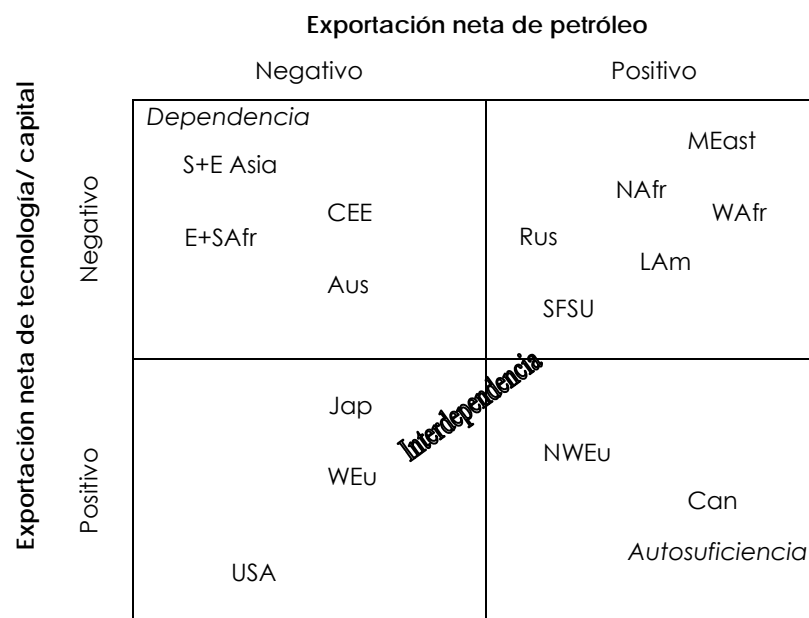 Exportación neta de petróleo
Negativo Positivo
Exportación neta de tecnología/ capital
Negativo
Positivo
Dependencia
MEast
S+E Asia
NAfr
CEE
WAfr
E+SAfr
Rus
LAm
Aus
SFSU
Interdependencia
Jap
NWEu
WEu
Can
Autosuficiencia
USA